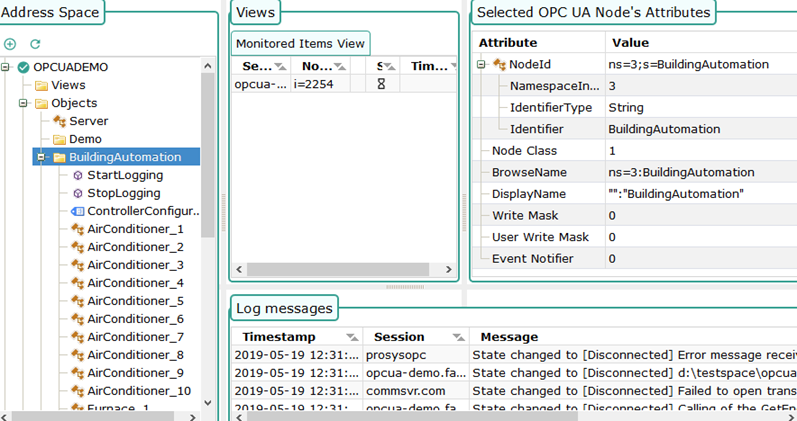 Address Space
OPCUADEMO
Views
Objects
Server
Demo
BuildingAutomation
StartLogging
StopLogging
ControllerConfigur...
AirConditioner_1
AirConditioner_2
AirConditioner_3
AirConditioner_4
AirConditioner_5
AirConditioner_6
AirConditioner_7
AirConditioner_8
AirConditioner_9
AirConditioner_10
Furnace_1
Views
Monitored Items View
Se... No... S... Tim...
opcua-... i=2254
Selected OPC UA Node's Attributes
Attribute Value
NodeId ns=3;s=BuildingAutomation
NamespaceIn... 3
IdentifierType String
Identifier BuildingAutomation
Node Class 1
BrowseName ns=3:BuildingAutomation
DisplayName "":"BuildingAutomation"
Write Mask 0
User Write Mask 0
Event Notifier 0
Log messages
Timestamp Session Message
2019-05-19 12:31:... prosysopc State changed to [Disconnected] Error message recei
2019-05-19 12:31:... opcua-demo.fa... State changed to [Disconnected] d:\testspace\opcua
2019-05-19 12:31:... commsvr.com State changed to [Disconnected] Failed to open trans
2019-05-19 12:31:... opcua-demo.fa... State changed to [Disconnected] Calling of the GetEn